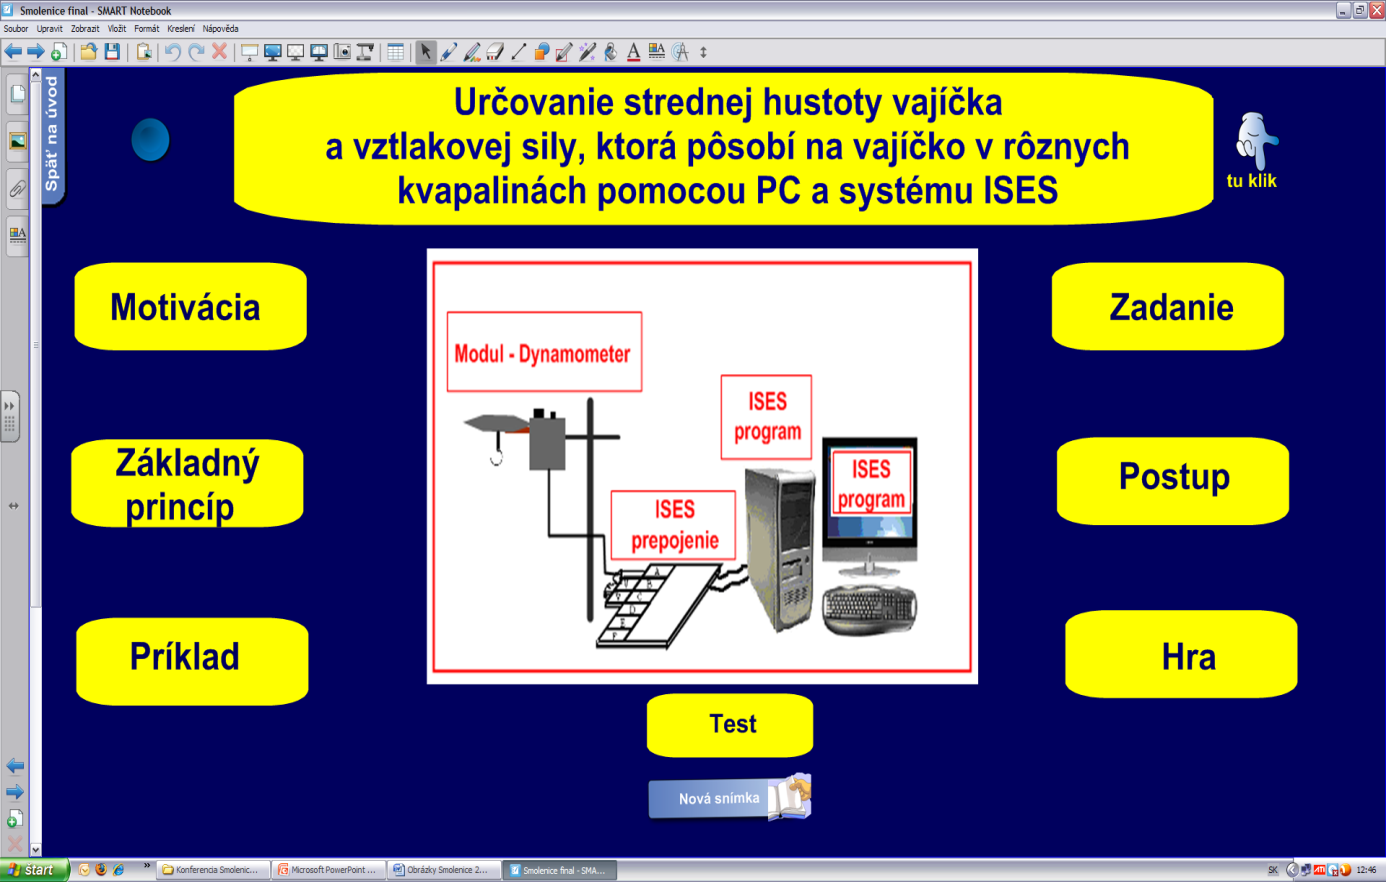 Smolenice final - SMART Notebook
Soubor Upravit Zobrazit Vložit Formát Kreslení Nápověda
Späť na úvod
Určovanie strednej hustoty vajíčka
a vztlakovej sily, ktorá pôsobí na vajíčko v rôznych
kvapalinách pomocou PC a systému ISES
tu klik
Motivácia
Zadanie
Modul - Dynamometer
ISES
program
ISES
program
Základný
princíp
Postup
ISES
prepojenie
A
B
C
D
E
F
Príklad
Hra
Test
Nová snímka
štart
Konferencia Smolenic...
Microsoft PowerPoint ...
Obrázky Smolenice 2...
Smolenice final - SMA...
SK
12:46